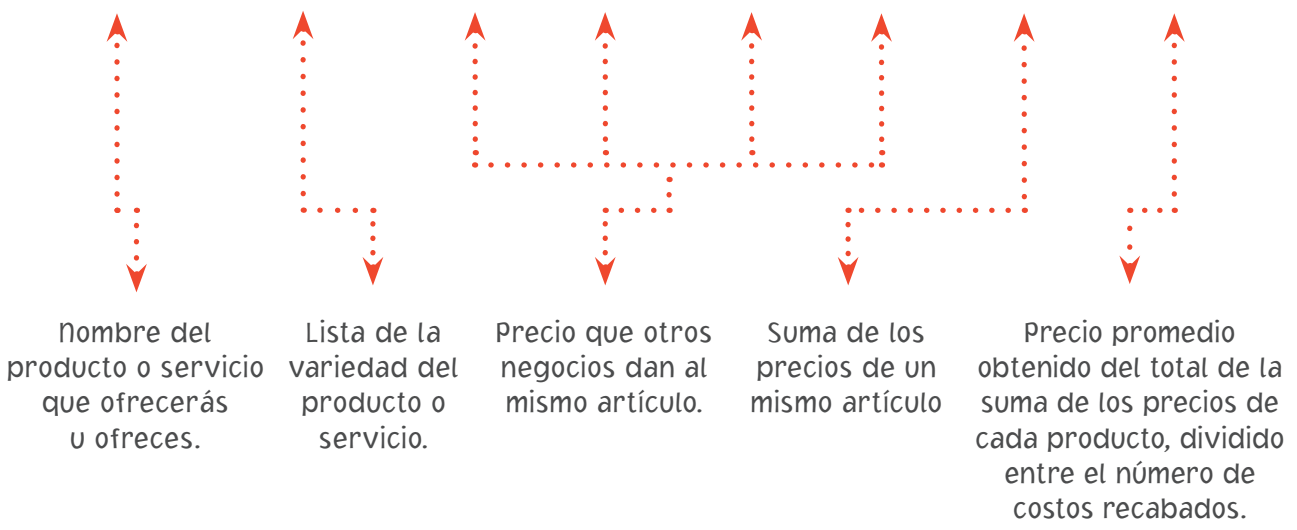 Nombre del
producto o servicio
que ofrecerás
u ofreces.
Lista de la
variedad del
producto o
servicio.
Precio que otros
negocios dan al
mismo artículo.
Suma de los
precios de un
mismo artículo
Precio promedio
obtenido del total de la
suma de los precios de
cada producto, dividido
entre el número de
costos recabados.